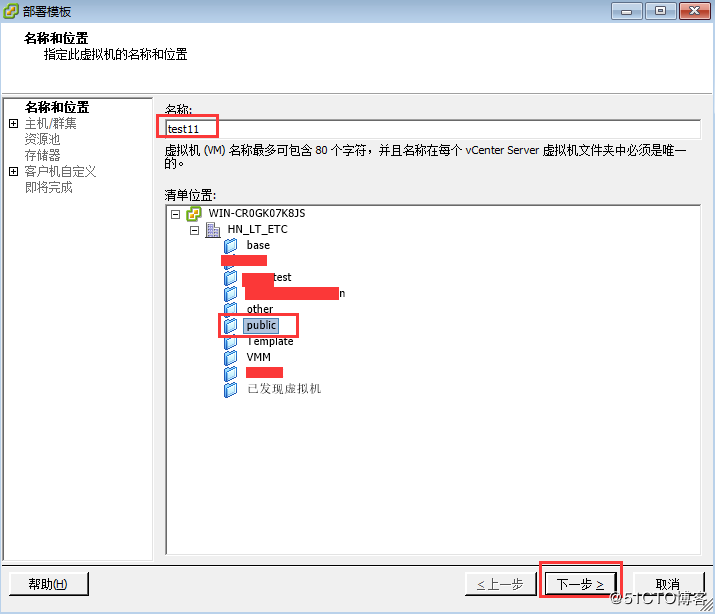 部署模板
名称和位置
指定此虚拟机的名称和位置
名称和位置
主机/群集
资源池
存储器
客户机自定义
即将完成
名称:
test11
虚拟机 (VM) 名称最多可包含 80 个字符，并且名称在每个 vCenter Server 虚拟机文件夹中必须是唯一
的。
清单位置:
WIN-CR0GK07K8JS
HN_LT_ETC
base
test
n
other
public
Template
VMM
已发现虚拟机
帮助(H)
<上一步
下一步 >
取消
@51CTO博客